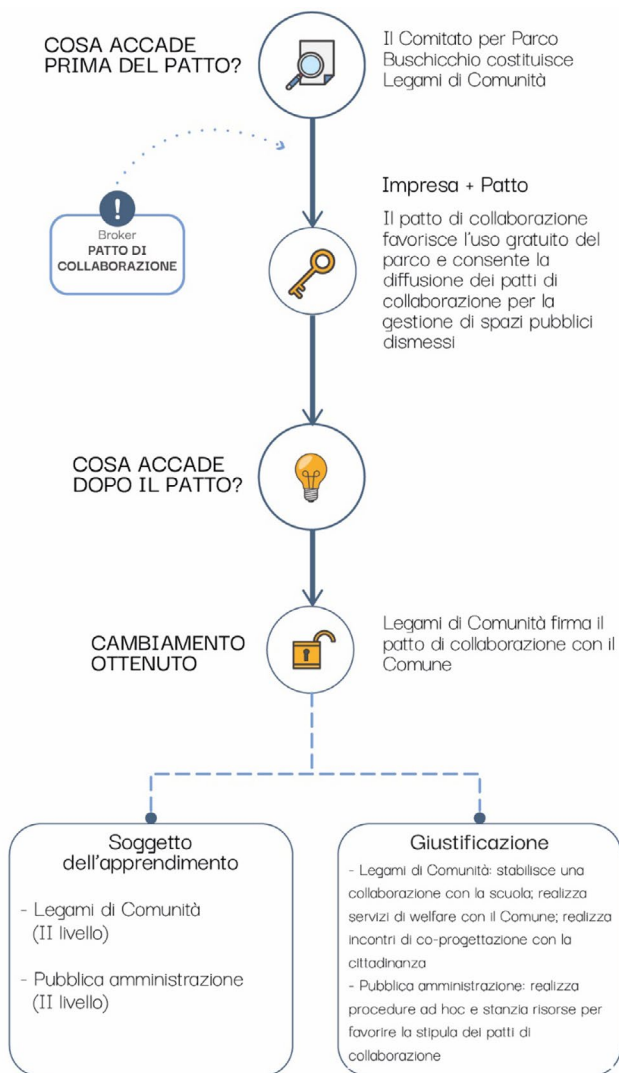 COSA ACCADE
PRIMA DEL PATTO?
Il Comitato per Parco
Buschicchio costituisce
Legami di Comunità
!
Broker
PATTO DI
COLLABORAZIONE
Impresa + Patto
Il patto di collaborazione
favorisce l'uso gratuito del
parco e consente la
diffusione dei patti di
collaborazione per la
gestione di spazi pubblici
dismessi
COSA ACCADE
DOPO IL PATTO?
CAMBIAMENTO
OTTENUTO
Legami di Comunità firma il
patto di collaborazione con il
Comune
Soggetto
dell'apprendimento
- Legami di Comunità
(II livello)
- Pubblica amministrazione
(II livello)
Giustificazione
- Legami di Comunità: stabilisce una
collaborazione con la scuola; realizza
servizi di welfare con il Comune; realizza
incontri di co-progettazione con la
cittadinanza
- Pubblica amministrazione: realizza
procedure ad hoc e stanzia risorse per
favorire la stipula dei patti di
collaborazione